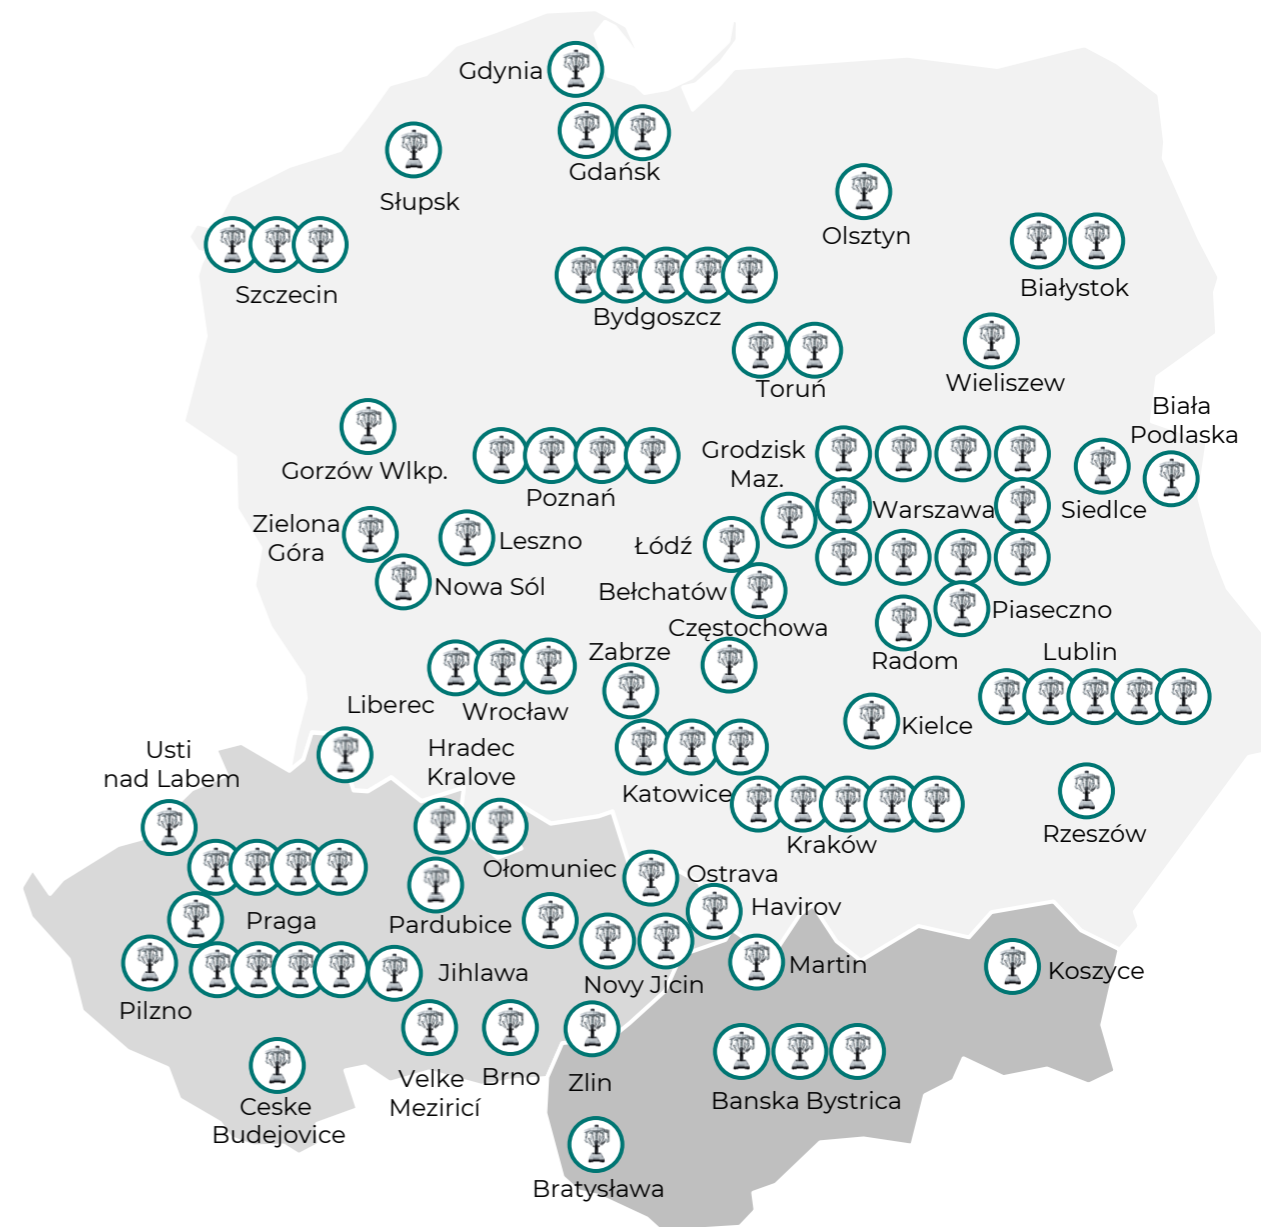 Gdynia
Gdańsk
Słupsk
Olsztyn
Szczecin
Białystok
Bydgoszcz
Toruń
Wieliszew
Biała
Podlaska
Gorzów Wlkp.
Poznań
Grodzisk
Maz.
Warszawa
Siedlce
Zielona
Góra
Leszno
Łódź
Nowa Sól
Bełchatów
Piaseczno
Częstochowa
Zabrze
Radom
Lublin
Liberec
Wrocław
Kielce
Usti
nad Labem
Hradec
Kralove
Katowice
Kraków
Rzeszów
Ołomuniec
Ostrava
Havirov
Praga
Pardubice
Jihlawa
Novy Jicin
Martin
Koszyce
Pilzno
Velke
Meziricí
Brno
Zlin
Banska Bystrica
Ceske
Budejovice
Bratysława